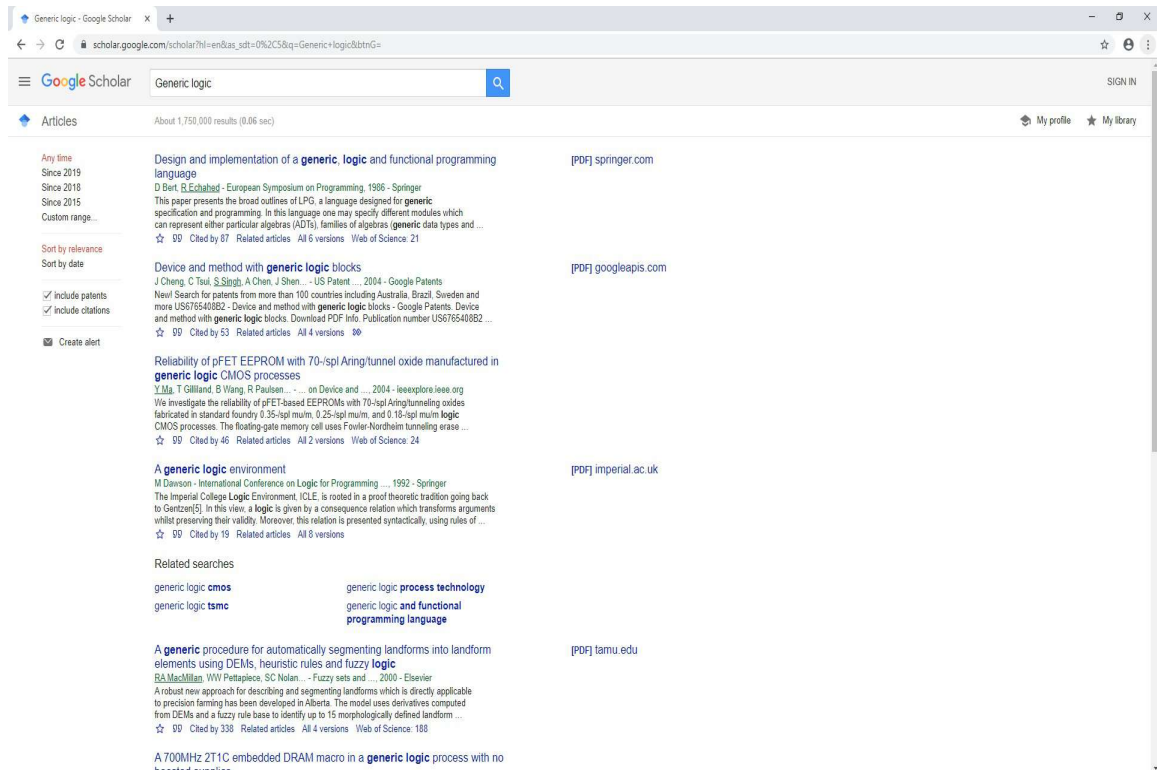 Generic logic - Google Scholar
scholar.google.com/scholar?hl=en&as_sdt=0%2C5&q=Generic+logic&btnG=
Google Scholar
Generic logic
SIGN IN
Articles
About 1,750,000 results (0.06 sec)
My profile
My library
Any time
Since 2019
Since 2018
Since 2015
Custom range...
Sort by relevance
Sort by date
include patents
include citations
Create alert
Design and implementation of a generic, logic and functional programming
language
[PDF] springer.com
D Bert, R Echahed - European Symposium on Programming, 1986 - Springer
This paper presents the broad outlines of LPG, a language designed for generic
specification and programming. In this language one may specify different modules which
can represent either particular algebras (ADTs), families of algebras (generic data types and ...
Cited by 87 Related articles All 6 versions Web of Science: 21
Device and method with generic logic blocks
[PDF] googleapis.com
J Cheng, C Tsui, S Singh, A Chen, J Shen... - US Patent ..., 2004 - Google Patents
New! Search for patents from more than 100 countries including Australia, Brazil, Sweden and
more US6765408B2 - Device and method with generic logic blocks - Google Patents. Device
and method with generic logic blocks. Download PDF Info. Publication number US6765408B2 ...
Cited by 53 Related articles All 4 versions
Reliability of pFET EEPROM with 70-/spl Aring/tunnel oxide manufactured in
generic logic CMOS processes
Y Ma, T Gilliland, B Wang, R Paulsen... - ... on Device and ..., 2004 - ieeexplore.ieee.org
We investigate the reliability of pFET-based EEPROMs with 70-/spl Aring/tunneling oxides
fabricated in standard foundry 0.35-/spl mu/m, 0.25-/spl mu/m, and 0.18-/spl mu/m logic
CMOS processes. The floating-gate memory cell uses Fowler-Nordheim tunneling erase ...
Cited by 46 Related articles All 2 versions Web of Science: 24
A generic logic environment
[PDF] imperial.ac.uk
M Dawson - International Conference on Logic for Programming ..., 1992 - Springer
The Imperial College Logic Environment, ICLE, is rooted in a proof theoretic tradition going back
to Gentzen[5]. In this view, a logic is given by a consequence relation which transforms arguments
whilst preserving their validity. Moreover, this relation is presented syntactically, using rules of ...
Cited by 19 Related articles All 8 versions
Related searches
generic logic cmos
generic logic process technology
generic logic tsmc
generic logic and functional
programming language
A generic procedure for automatically segmenting landforms into landform
elements using DEMs, heuristic rules and fuzzy logic
[PDF] tamu.edu
RA MacMillan, WW Pettapiece, SC Nolan... - Fuzzy sets and ..., 2000 - Elsevier
A robust new approach for describing and segmenting landforms which is directly applicable
to precision farming has been developed in Alberta. The model uses derivatives computed
from DEMs and a fuzzy rule base to identify up to 15 morphologically defined landform ...
Cited by 338 Related articles All 4 versions Web of Science: 188
A 700MHz 2T1C embedded DRAM macro in a generic logic process with no